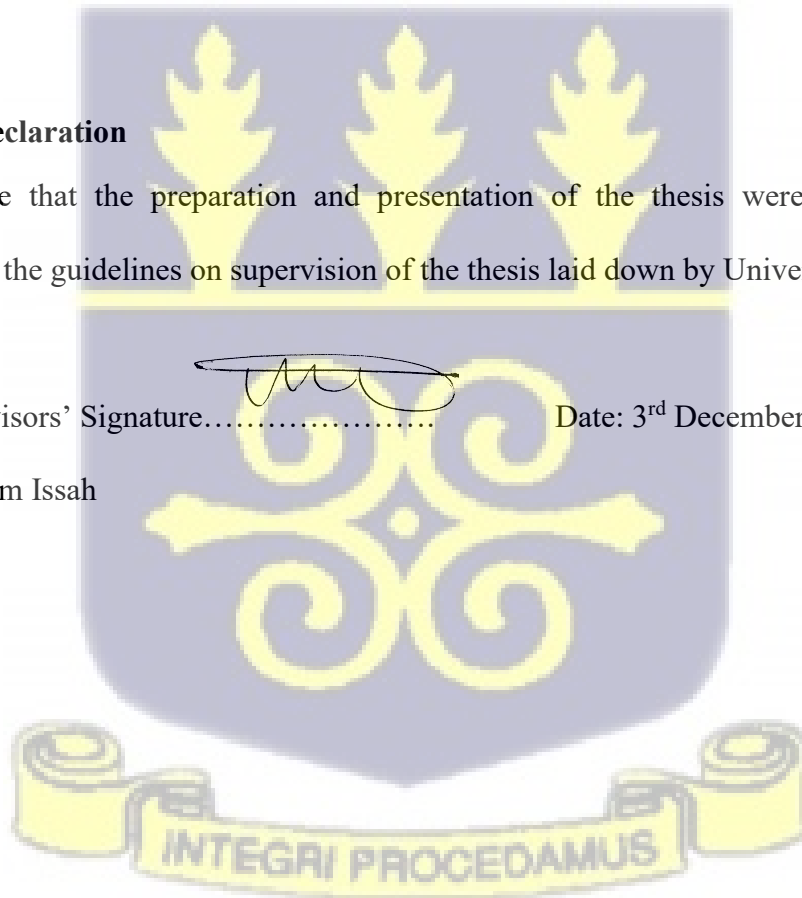 eclaration
e that the preparation and presentation of the thesis were
the guidelines on supervision of the thesis laid down by Unive
visors’ Signature…………………. Date: 3rd December
m Issah
INTEGRI PROCEDAMUS